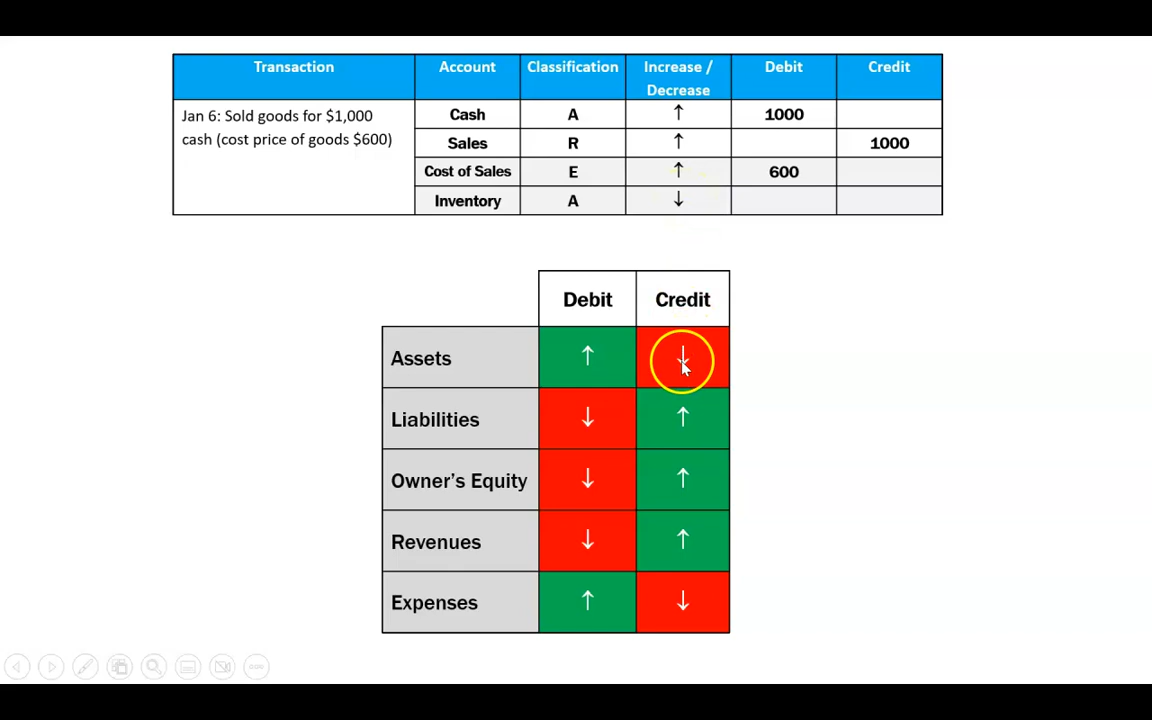 Transaction Account Classification Increase / Decrease Debit Credit
Jan 6: Sold goods for $1,000
cash (cost price of goods $600)
Cash A ↑ 1000
Sales R ↑ 1000
Cost of Sales E ↑ 600
Inventory A ↓
Debit Credit
Assets ↑ ↓
Liabilities ↓ ↑
Owner's Equity ↓ ↑
Revenues ↓ ↑
Expenses ↑ ↓